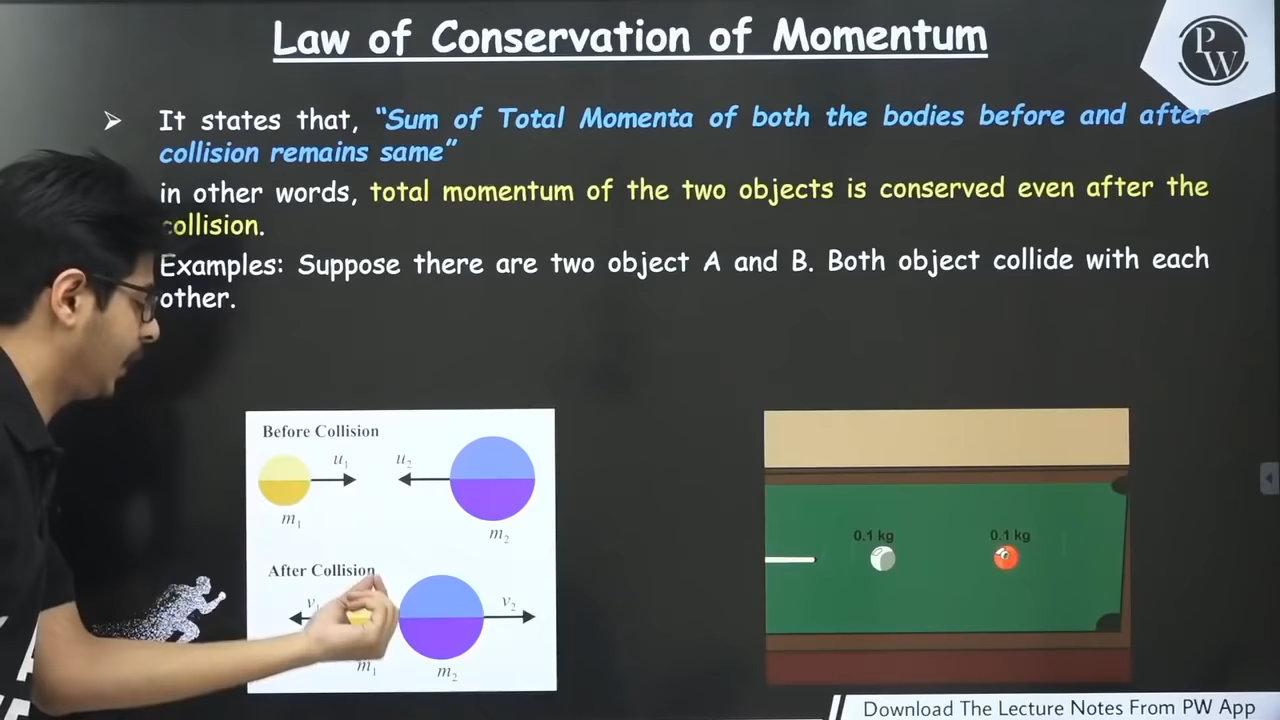 Law of Conservation of Momentum
P
W
➤ It states that, “Sum of Total Momenta of both the bodies before and after
collision remains same”
in other words, total momentum of the two objects is conserved even after the
collision.
Examples: Suppose there are two object A and B. Both object collide with each
other.
Before Collision
u₁ u₂
m₁
m₂
After Collision
v₂
m₁ m₂
0.1 kg 0.1 kg
Download The Lecture Notes From PW App